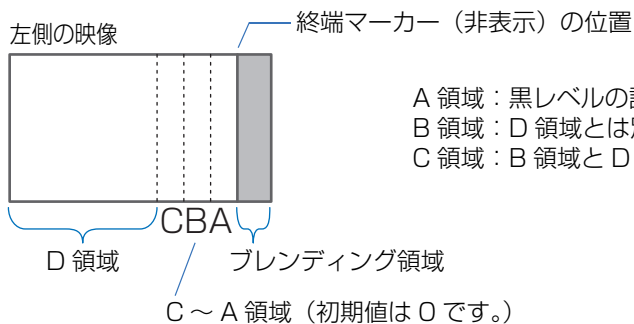 終端マーカー（非表示）の位置
左側の映像
A 領域：黒レベルの
B 領域：D 領域とは
C 領域：B 領域と D
CBA
D 領域
ブレンディング領域
C ～ A 領域（初期値は 0 です。）